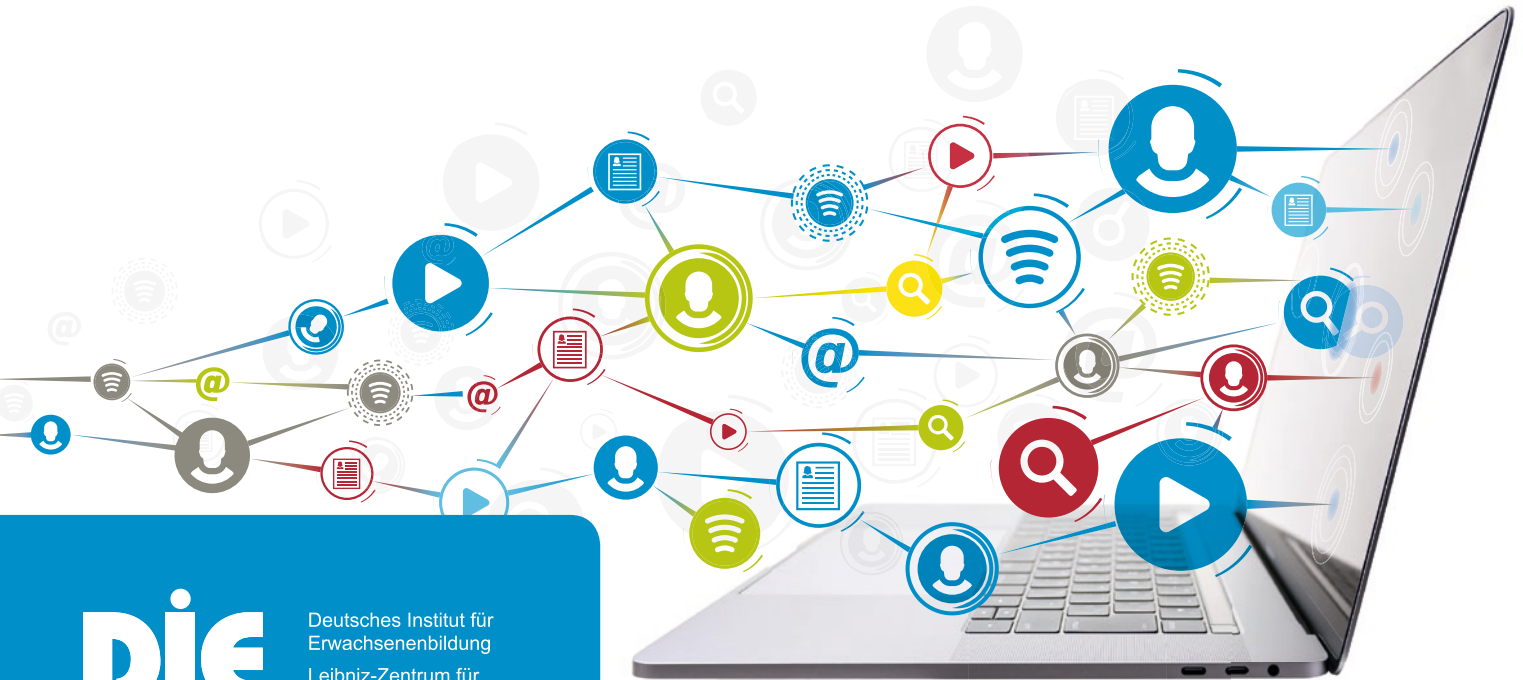 DIE
Deutsches Institut für
Erwachsenenbildung
Leibniz-Zentrum für